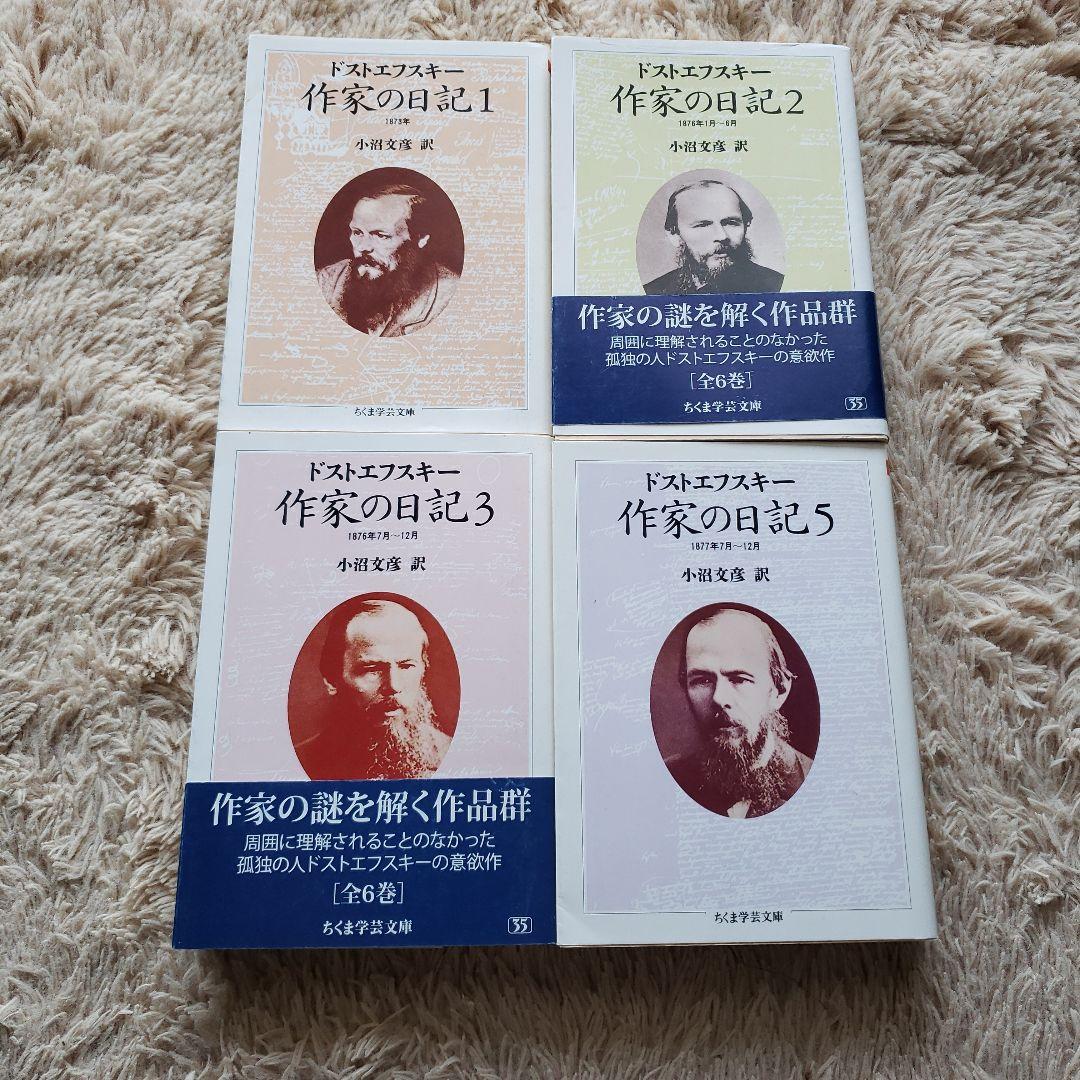 ドストエフスキー
作家の日記1
1873年
小沼文彦 訳
ちくま学芸文庫
ドストエフスキー
作家の日記2
1876年1月〜6月
小沼文彦 訳
作家の謎を解く作品群
周囲に理解されることのなかった
孤独の人ドストエフスキーの意欲作
[全6巻]
ちくま学芸文庫
35
ドストエフスキー
作家の日記3
1876年7月〜12月
小沼文彦 訳
作家の謎を解く作品群
周囲に理解されることのなかった
孤独の人ドストエフスキーの意欲作
[全6巻]
ちくま学芸文庫
35
ドストエフスキー
作家の日記5
1877年7月〜12月
小沼文彦 訳
ちくま学芸文庫